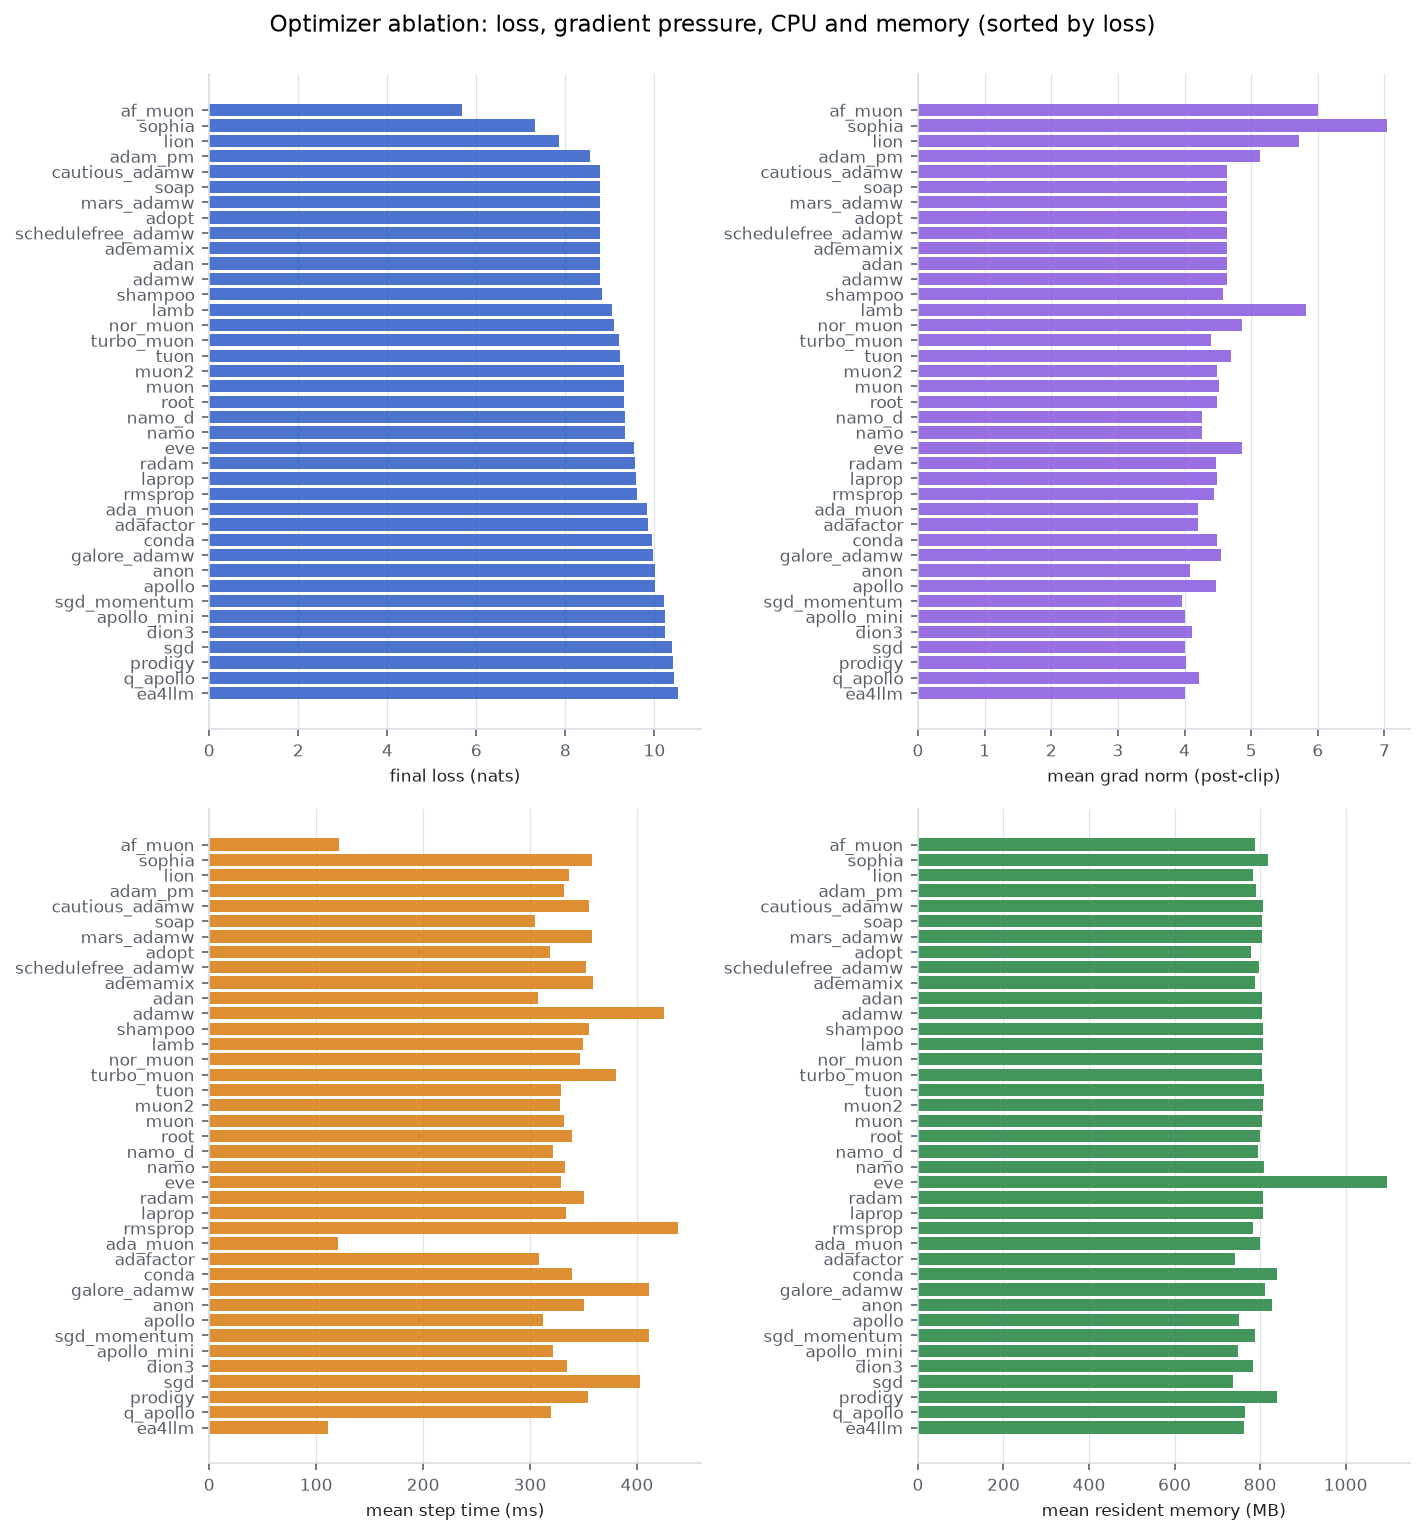 Optimizer ablation: loss, gradient pressure, CPU and memory (sorted by loss)
af_muon
sophia
lion
adam_pm
cautious_adamw
soap
mars_adamw
adopt
schedulefree_adamw
ademamix
adan
adamw
shampoo
lamb
nor_muon
turbo_muon
tuon
muon2
muon
root
namo_d
namo
eve
radam
laprop
rmsprop
ada_muon
adafactor
conda
galore_adamw
anon
apollo
sgd_momentum
apollo_mini
dion3
sgd
prodigy
q_apollo
ea4llm
0 2 4 6 8 10
final loss (nats)
af_muon
sophia
lion
adam_pm
cautious_adamw
soap
mars_adamw
adopt
schedulefree_adamw
ademamix
adan
adamw
shampoo
lamb
nor_muon
turbo_muon
tuon
muon2
muon
root
namo_d
namo
eve
radam
laprop
rmsprop
ada_muon
adafactor
conda
galore_adamw
anon
apollo
sgd_momentum
apollo_mini
dion3
sgd
prodigy
q_apollo
ea4llm
0 1 2 3 4 5 6 7
mean grad norm (post-clip)
af_muon
sophia
lion
adam_pm
cautious_adamw
soap
mars_adamw
adopt
schedulefree_adamw
ademamix
adan
adamw
shampoo
lamb
nor_muon
turbo_muon
tuon
muon2
muon
root
namo_d
namo
eve
radam
laprop
rmsprop
ada_muon
adafactor
conda
galore_adamw
anon
apollo
sgd_momentum
apollo_mini
dion3
sgd
prodigy
q_apollo
ea4llm
0 100 200 300 400
mean step time (ms)
af_muon
sophia
lion
adam_pm
cautious_adamw
soap
mars_adamw
adopt
schedulefree_adamw
ademamix
adan
adamw
shampoo
lamb
nor_muon
turbo_muon
tuon
muon2
muon
root
namo_d
namo
eve
radam
laprop
rmsprop
ada_muon
adafactor
conda
galore_adamw
anon
apollo
sgd_momentum
apollo_mini
dion3
sgd
prodigy
q_apollo
ea4llm
0 200 400 600 800 1000
mean resident memory (MB)